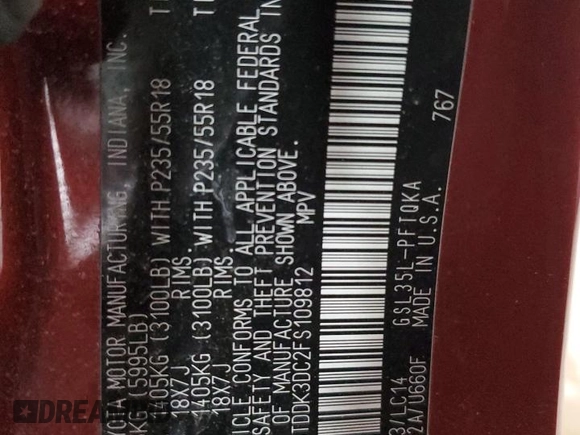 YOTA MOTOR MANUFACTURING, INDIANA, INC.
(5995LB)
1405KG (3100LB) WITH P235/55R18
18X7J RIMS.
1405KG (3100LB) WITH P235/55R18
18X7J RIMS.
ICLE CONFORMS TO ALL APPLICABLE FEDERAL
SAFETY AND THEFT PREVENTION STANDARDS IN
OF MANUFACTURE SHOWN ABOVE.
TDDK3DC2FS109812 MPV
3/LC14 GSL35L-PFTQKA
2A/U660F MADE IN U.S.A.
767
DREAM